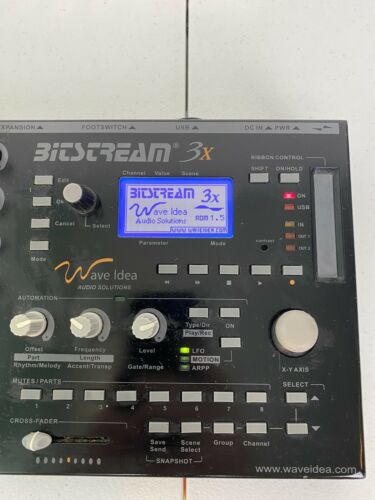 EXPANSION FOOTSWITCH USB DC IN PWR
BITSTREAM® 3X
RIBBON CONTROL
SHIFT ON/HOLD
Channel Value Scene
Edit
Ok
Cancel
Select
Mode
BITSTREAM 3x
Wave Idea
Audio Solutions
ROM 1.5
www.waveidea.com
Parameter Mode
contrast
ON
USB
IN
OUT 1
OUT 2
Wave Idea
AUDIO SOLUTIONS
AUTOMATION
Type/Dir ON
Play/Rec
Offset Frequency Level
Part Length
Rhythm/Melody Accent/Transp Gate/Range
LFO
MOTION
ARPP
X-Y AXIS
MUTES / PARTS
SELECT
1 2 3 4 5 6 7 8
CROSS-FADER
Save Scene Group Channel
Send Select
SNAPSHOT
www.waveidea.com